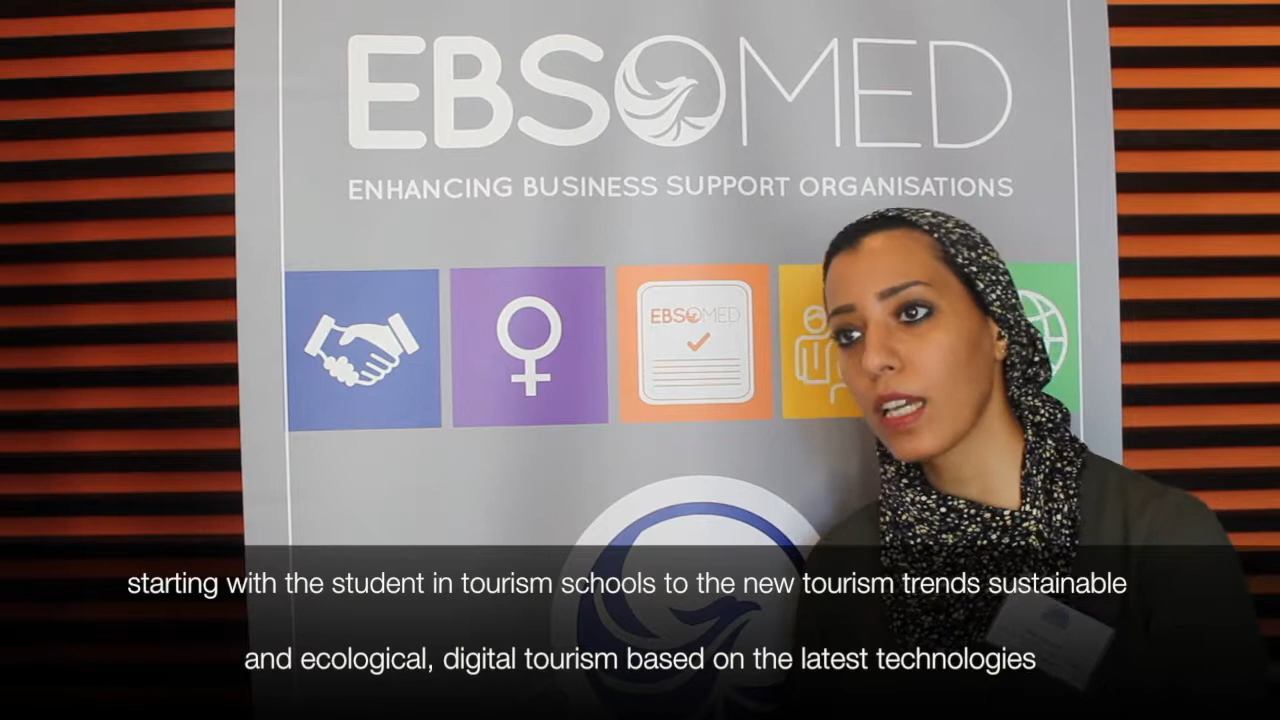 EBSOMED
ENHANCING BUSINESS SUPPORT ORGANISATIONS
EBSOMED
starting with the student in tourism schools to the new tourism trends sustainable
and ecological, digital tourism based on the latest technologies